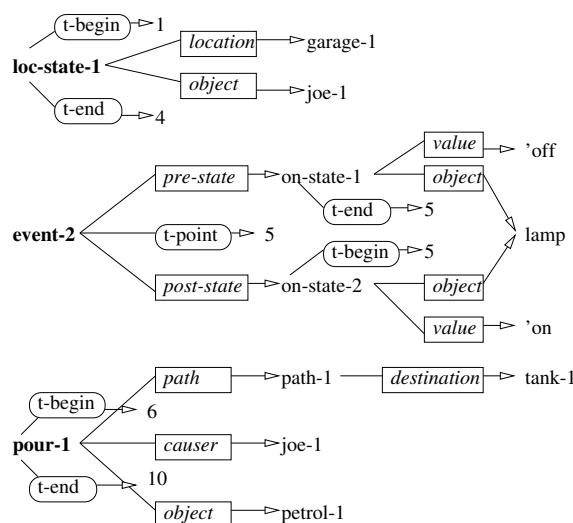 t-begin 1
location garage-1
loc-state-1
object joe-1
t-end 4
value 'off
pre-state on-state-1 object
t-end 5
event-2 t-point 5 lamp
t-begin 5
post-state on-state-2 object
value 'on
path path-1 destination tank-1
t-begin 6
pour-1 causer joe-1
t-end 10
object petrol-1